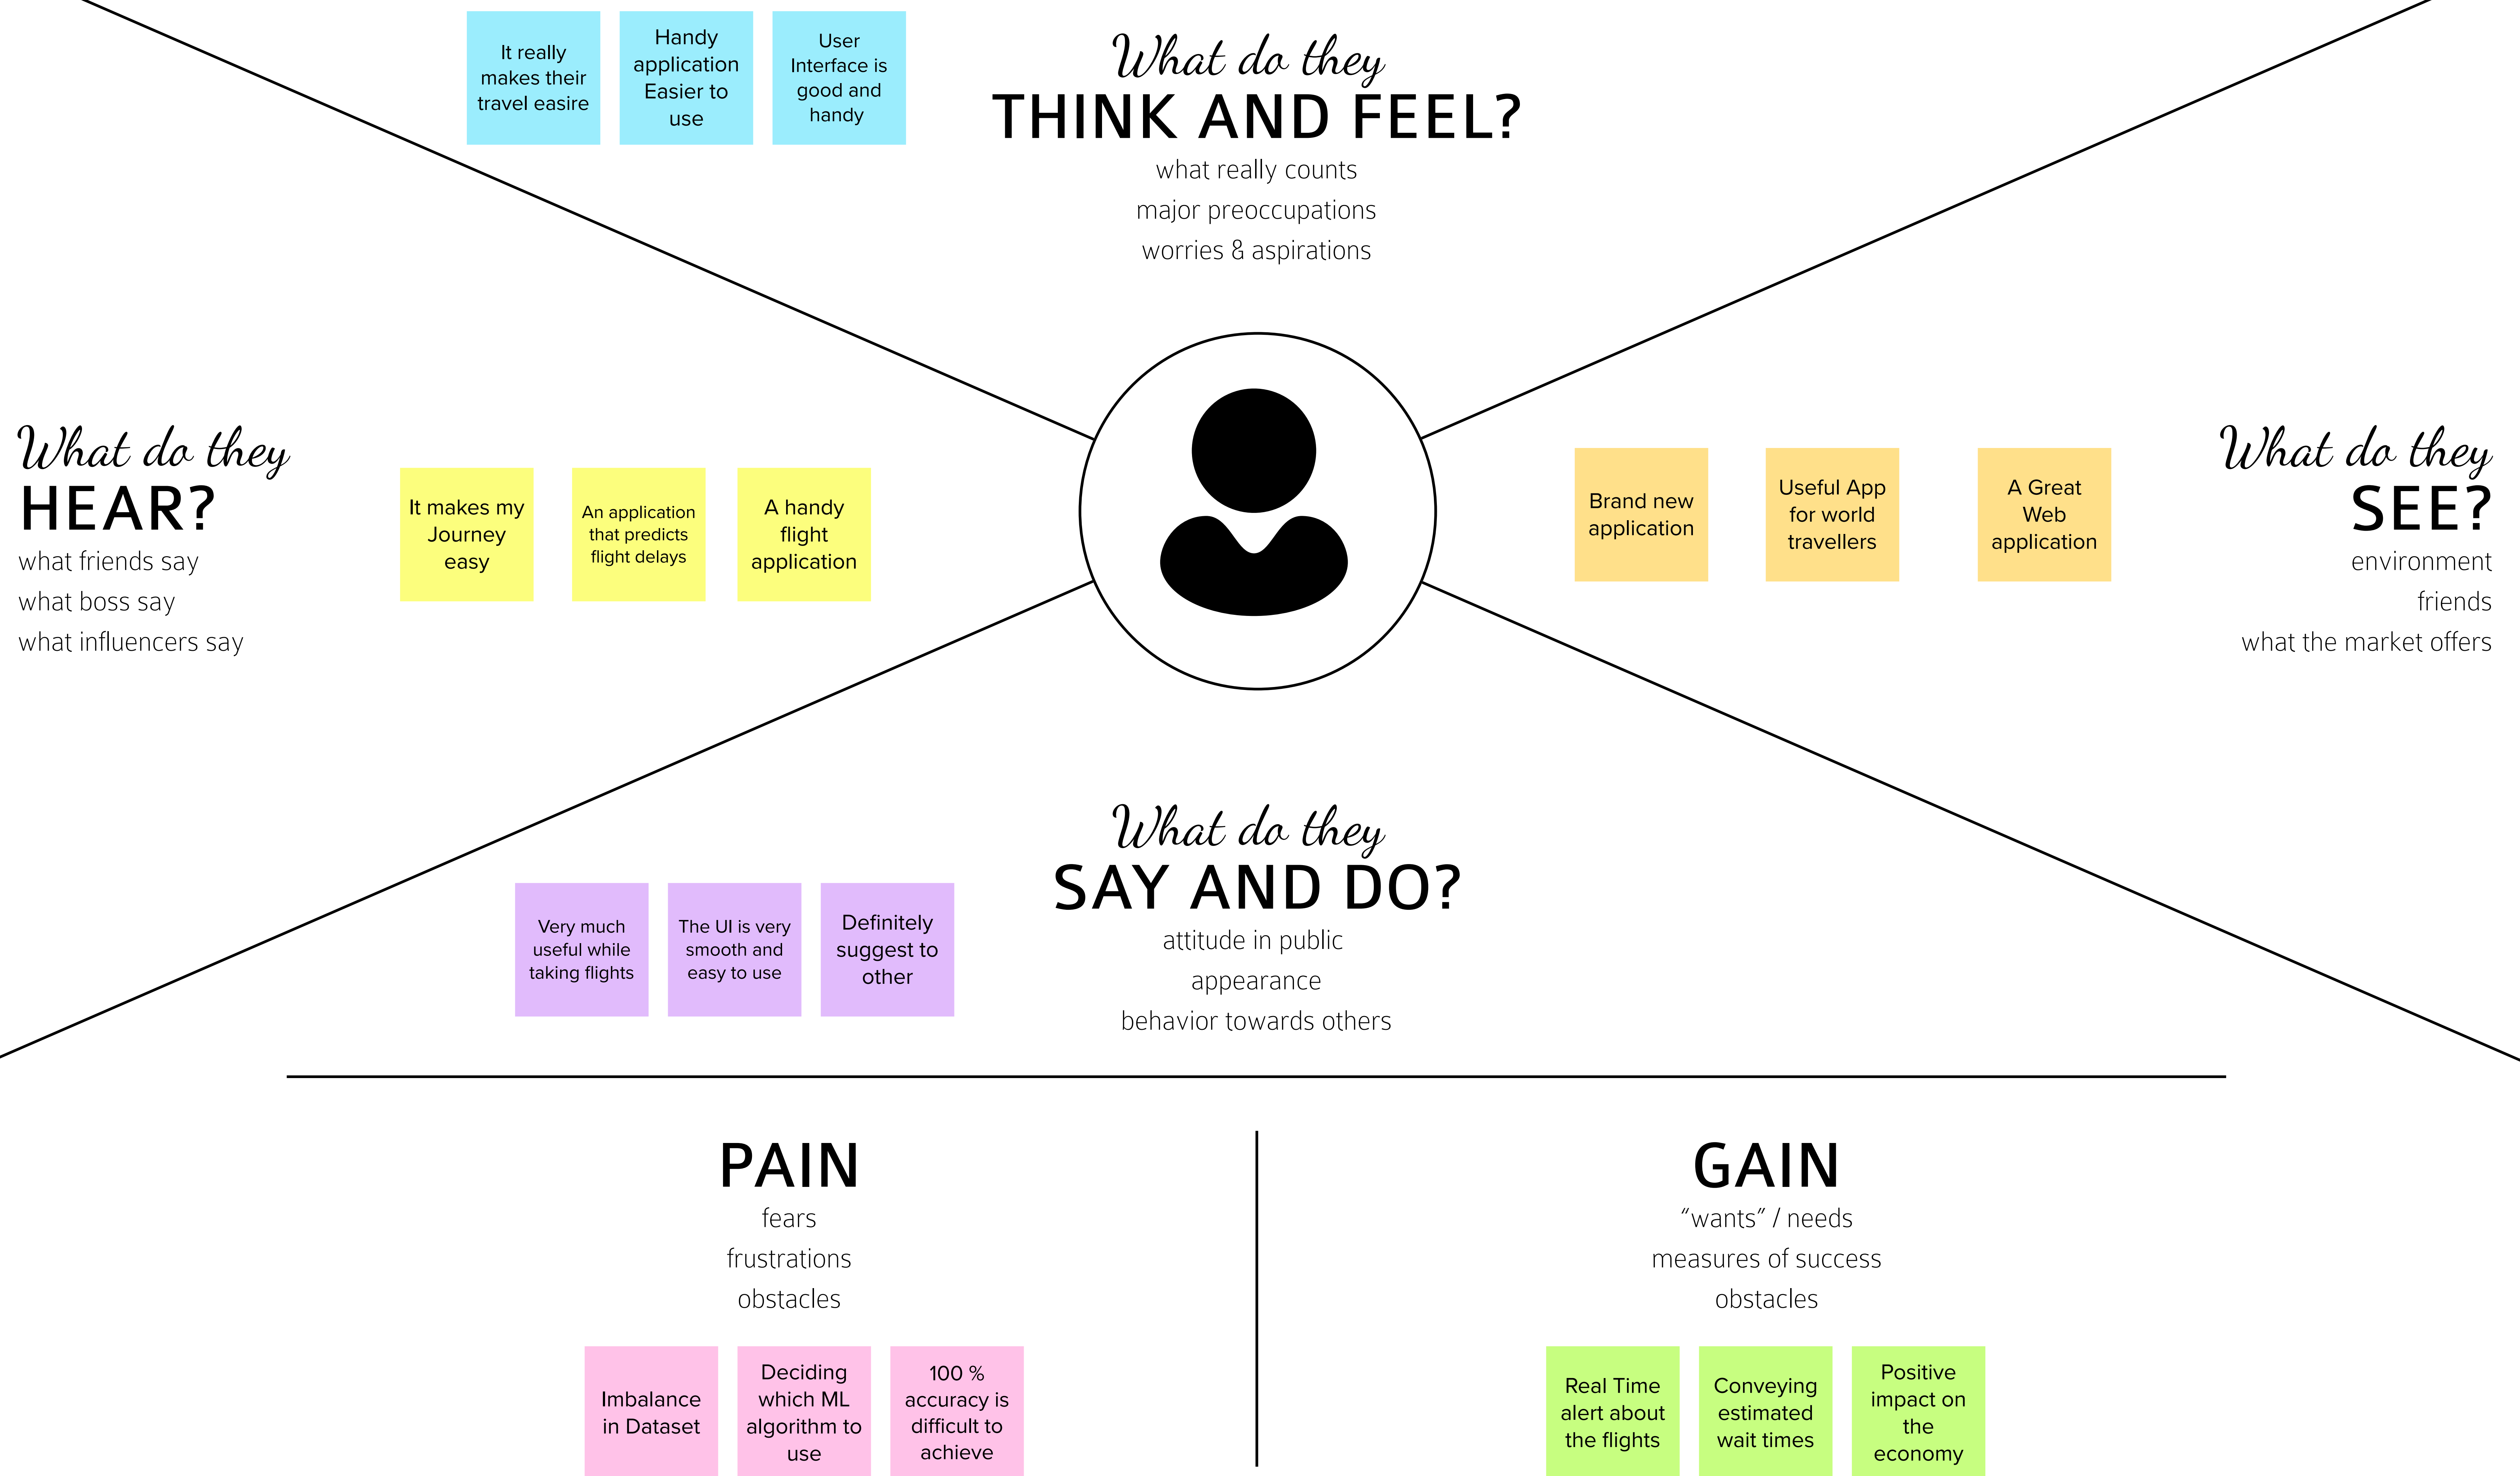 It really
makes their
travel easire
Handy
application
Easier to
use
User
Interface is
good and
handy
What do they
THINK AND FEEL?
what really counts
major preoccupations
worries & aspirations
What do they
HEAR?
what friends say
what boss say
what influencers say
It makes my
Journey
easy
An application
that predicts
flight delays
A handy
flight
application
Brand new
application
Useful App
for world
travellers
A Great
Web
application
What do they
SEE?
environment
friends
what the market offers
Very much
useful while
taking flights
The UI is very
smooth and
easy to use
Definitely
suggest to
other
What do they
SAY AND DO?
attitude in public
appearance
behavior towards others
PAIN
fears
frustrations
obstacles
Imbalance
in Dataset
Deciding
which ML
algorithm to
use
100 %
accuracy is
difficult to
achieve
GAIN
“wants” / needs
measures of success
obstacles
Real Time
alert about
the flights
Conveying
estimated
wait times
Positive
impact on
the
economy